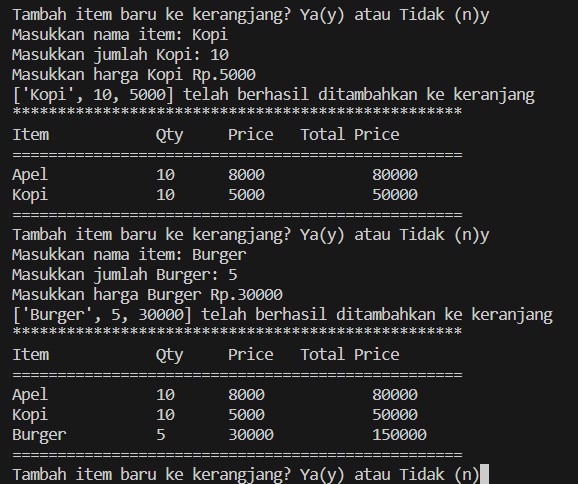 Tambah item baru ke kerangjang? Ya(y) atau Tidak (n)y
Masukkan nama item: Kopi
Masukkan jumlah Kopi: 10
Masukkan harga Kopi Rp.5000
['Kopi', 10, 5000] telah berhasil ditambahkan ke keranjang
**************************************************
Item            Qty     Price   Total Price
==================================================
Apel            10      8000            80000
Kopi            10      5000            50000
==================================================
Tambah item baru ke kerangjang? Ya(y) atau Tidak (n)y
Masukkan nama item: Burger
Masukkan jumlah Burger: 5
Masukkan harga Burger Rp.30000
['Burger', 5, 30000] telah berhasil ditambahkan ke keranjang
**************************************************
Item            Qty     Price   Total Price
==================================================
Apel            10      8000            80000
Kopi            10      5000            50000
Burger          5       30000           150000
==================================================
Tambah item baru ke kerangjang? Ya(y) atau Tidak (n)